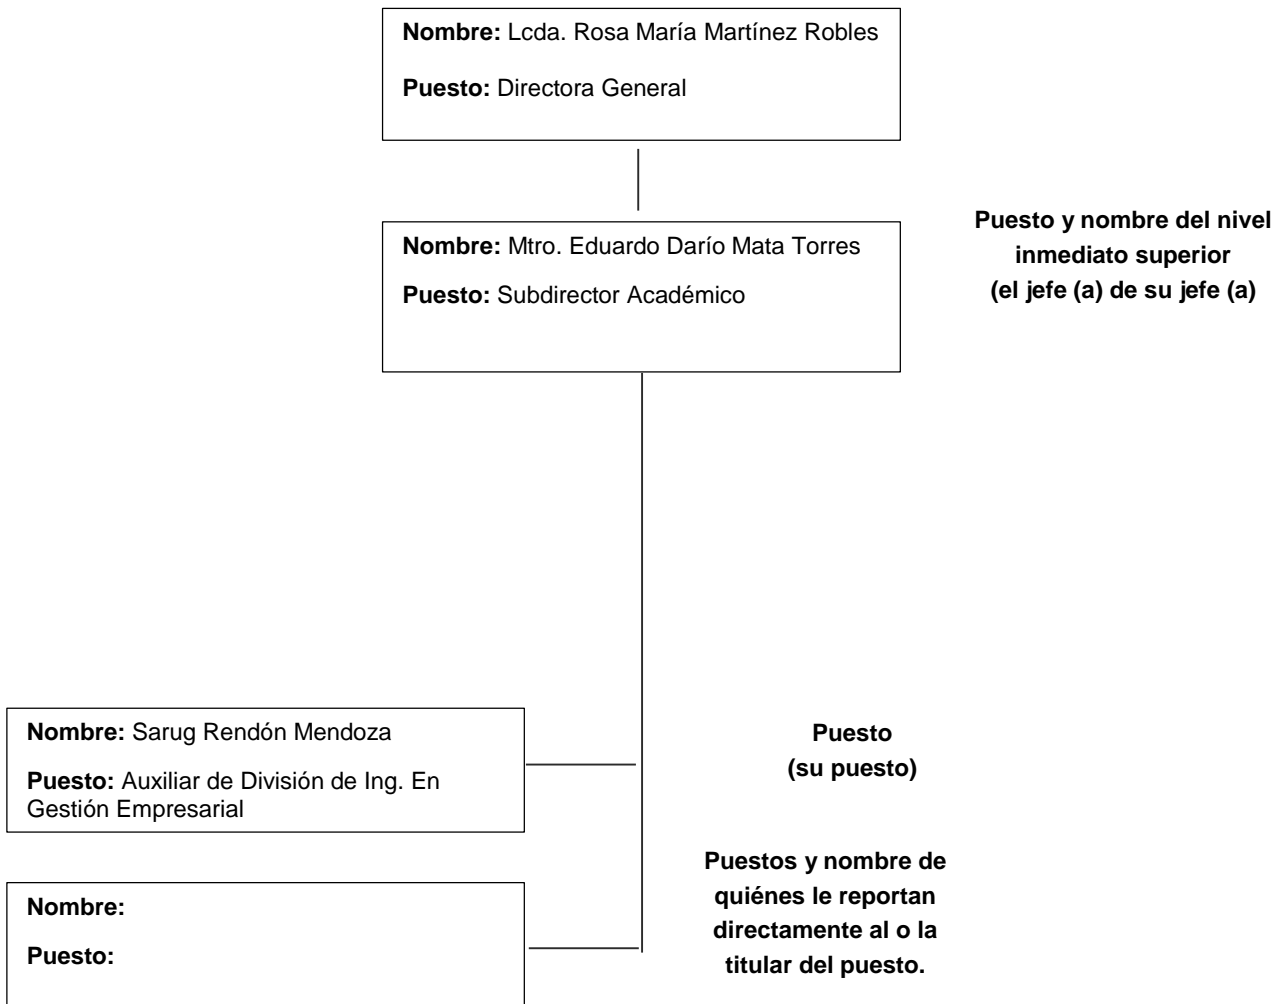 Nombre: Lcda. Rosa María Martínez Robles
Puesto: Directora General
Nombre: Mtro. Eduardo Darío Mata Torres
Puesto: Subdirector Académico
Puesto y nombre del nivel
inmediato superior
(el jefe (a) de su jefe (a)
Nombre: Sarug Rendón Mendoza
Puesto: Auxiliar de División de Ing. En
Gestión Empresarial
Puesto
(su puesto)
Nombre:
Puesto:
Puestos y nombre de
quiénes le reportan
directamente al o la
titular del puesto.